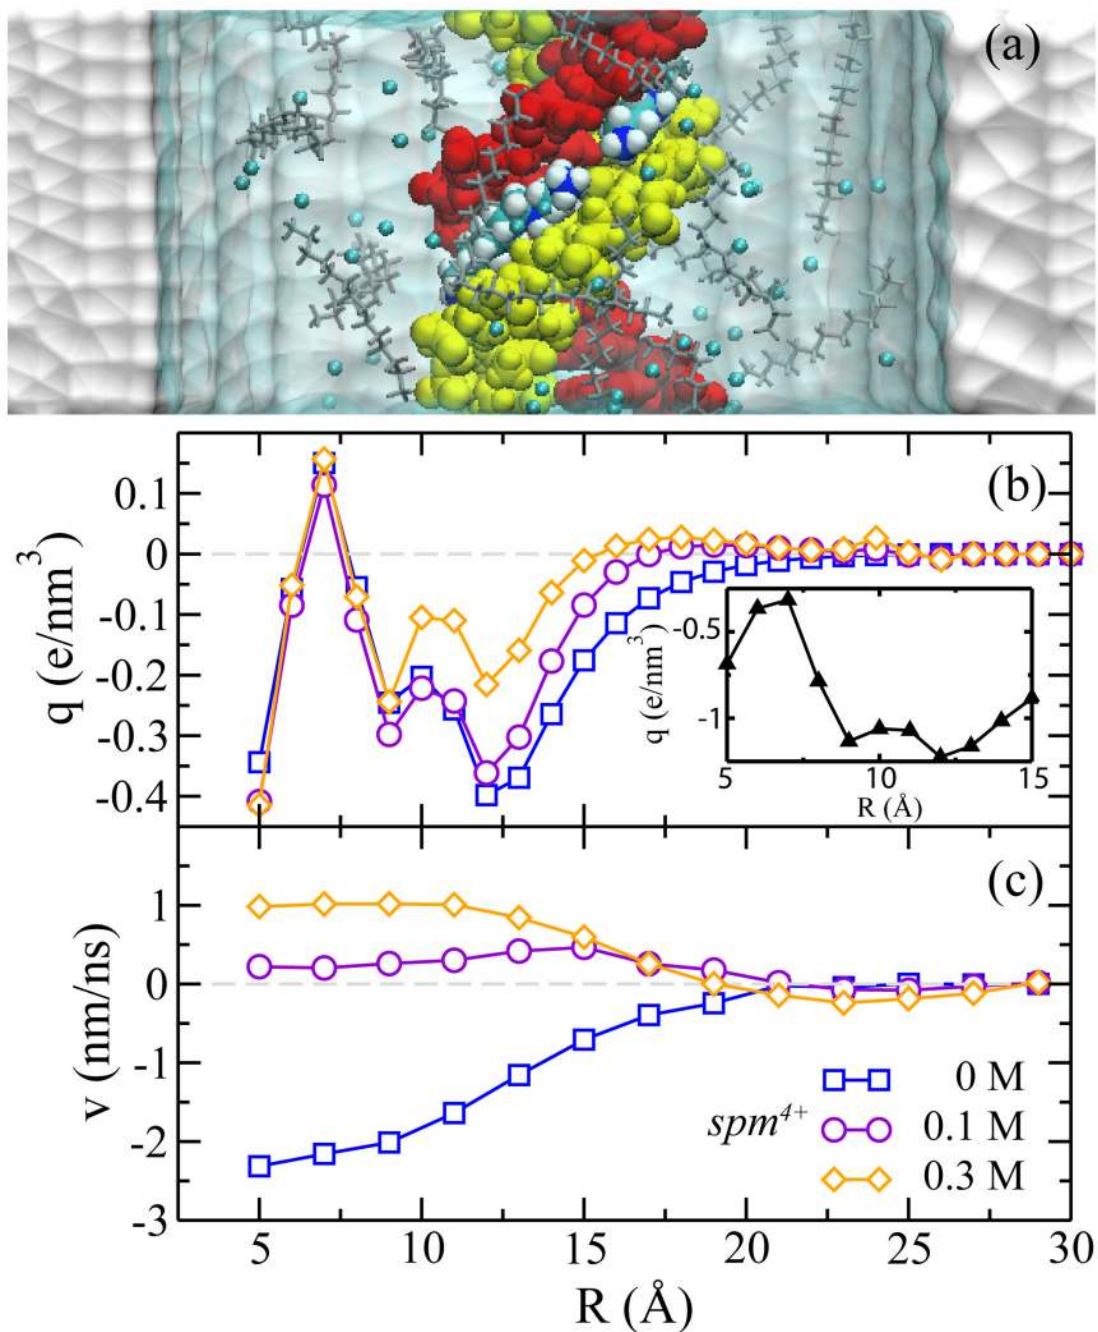 (a)
(b)
q (e/nm³)
0.1
0
-0.1
-0.2
-0.3
-0.4
q (e/nm³)
-0.5
-1
5 10 15
R (Å)
(c)
v (nm/ns)
1
0
-1
-2
-3
spm⁴⁺
0 M
0.1 M
0.3 M
5 10 15 20 25 30
R (Å)